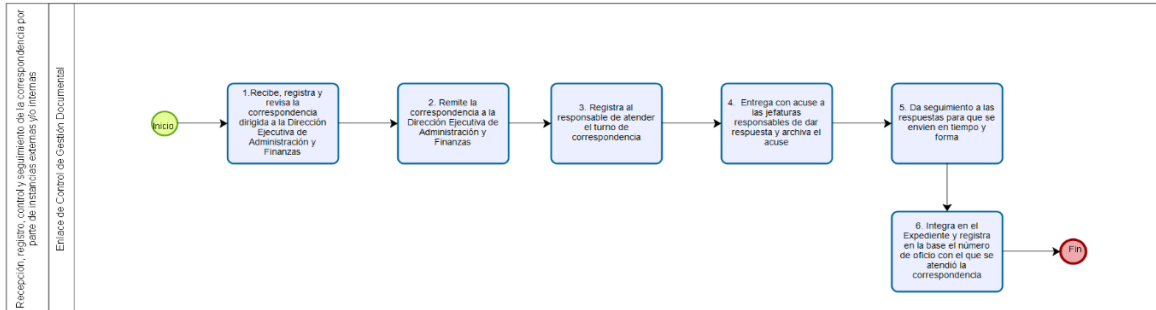 Recepción, registro, control y seguimiento de la correspondencia por
parte de instancias externas y/o internas
Enlace de Control de Gestión Documental
Inicio
1.Recibe, registra y
revisa la
correspondencia
dirigida a la Dirección
Ejecutiva de
Administración y
Finanzas
2. Remite la
correspondencia a la
Dirección Ejecutiva de
Administración y
Finanzas
3. Registra al
responsable de atender
el turno de
correspondencia
4. Entrega con acuse a
las jefaturas
responsables de dar
respuesta y archiva el
acuse
5. Da seguimiento a las
respuestas para que se
envíen en tiempo y
forma
6. Integra en el
Expediente y registra
en la base el número
de oficio con el que se
atendió la
correspondencia
Fin